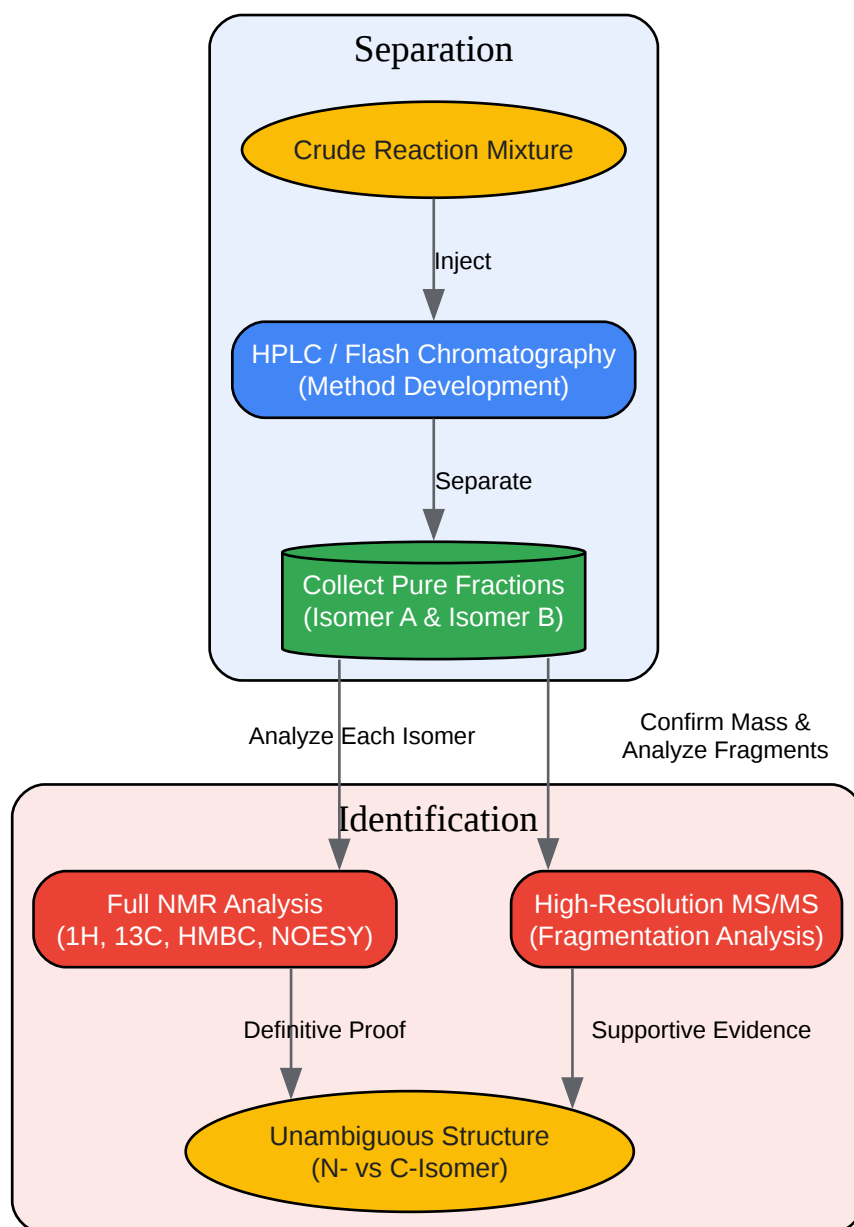 Separation
Crude Reaction Mixture
Inject
HPLC / Flash Chromatography
(Method Development)
Separate
Collect Pure Fractions
(Isomer A & Isomer B)
Analyze Each Isomer
Confirm Mass &
Analyze Fragments
Identification
Full NMR Analysis
(1H, 13C, HMBC, NOESY)
High-Resolution MS/MS
(Fragmentation Analysis)
Definitive Proof
Supportive Evidence
Unambiguous Structure
(N- vs C-Isomer)